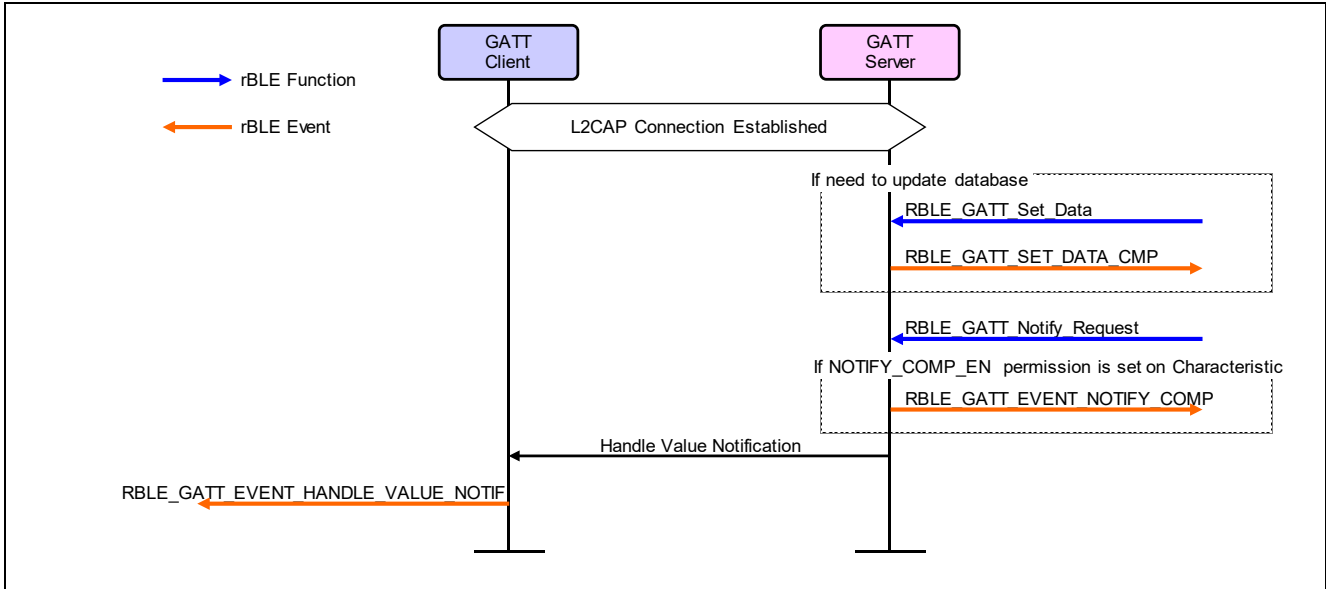 GATT
Client
GATT
Server
rBLE Function
rBLE Event
L2CAP Connection Established
If need to update database
RBLE_GATT_Set_Data
RBLE_GATT_SET_DATA_CMP
RBLE_GATT_Notify_Request
If NOTIFY_COMP_EN permission is set on Characteristic
RBLE_GATT_EVENT_NOTIFY_COMP
Handle Value Notification
RBLE_GATT_EVENT_HANDLE_VALUE_NOTIF